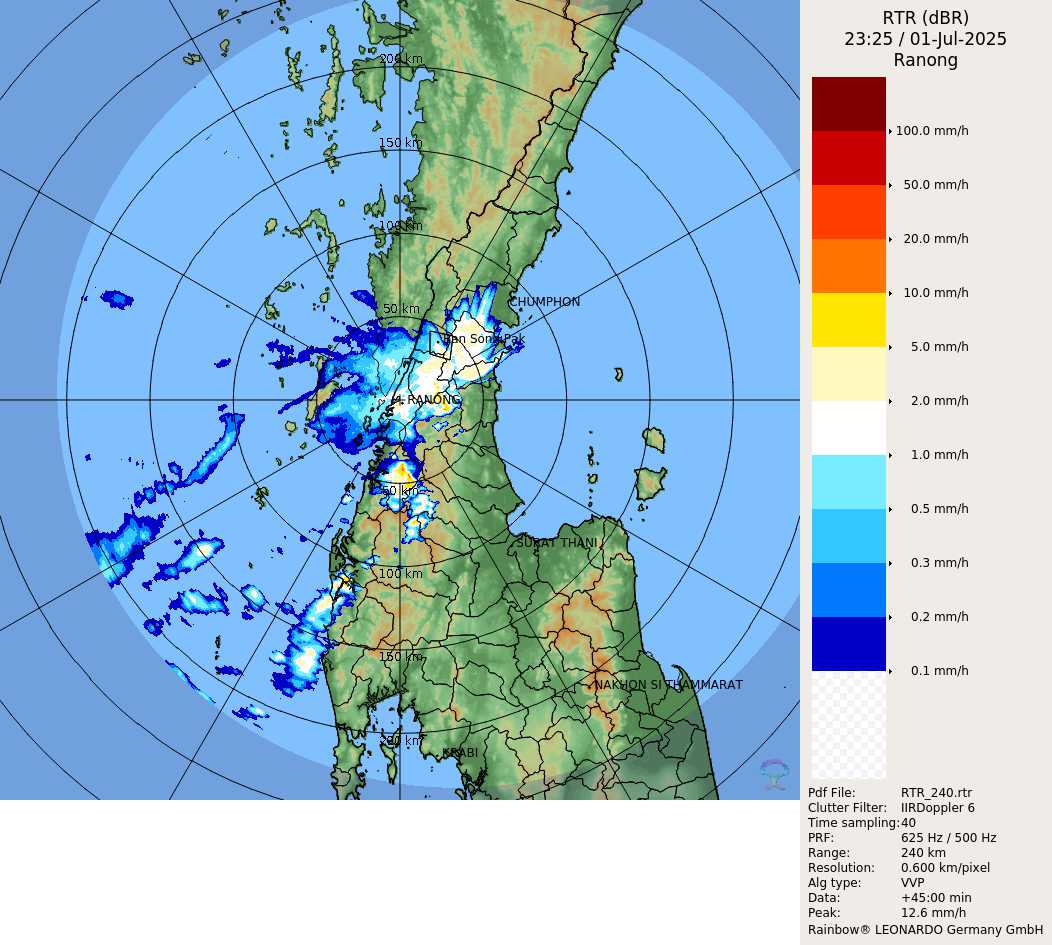 RTR (dBR)
23:25 / 01-Jul-2025
Ranong
100.0 mm/h
50.0 mm/h
20.0 mm/h
10.0 mm/h
5.0 mm/h
2.0 mm/h
1.0 mm/h
0.5 mm/h
0.3 mm/h
0.2 mm/h
0.1 mm/h
Pdf File: RTR_240.rtr
Clutter Filter: IIRDoppler 6
Time sampling: 40
PRF: 625 Hz / 500 Hz
Range: 240 km
Resolution: 0.600 km/pixel
Alg type: VVP
Data: +45:00 min
Peak: 12.6 mm/h
Rainbow® LEONARDO Germany GmbH
200 km
150 km
100 km
50 km
CHUMPHON
RANONG
50 km
SURAT THANI
100 km
150 km
NAKHON SI THAMMARAT
200 km
KRABI